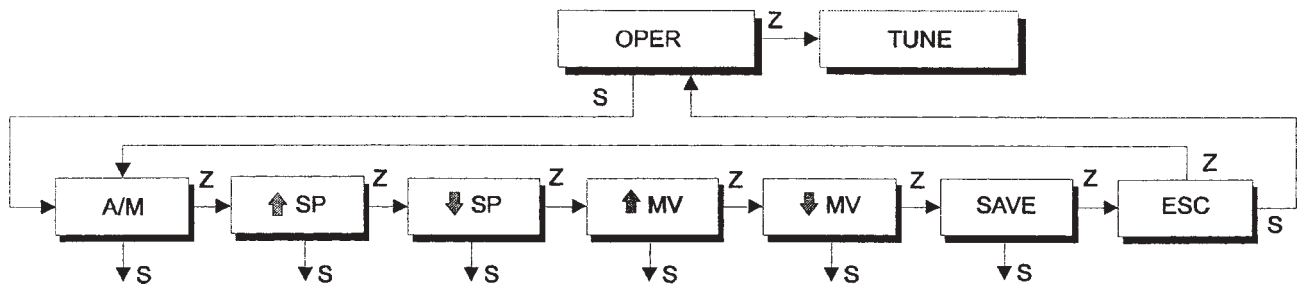 OPER Z TUNE
S
Z
A/M Z ⬆ SP Z ⬇ SP Z ⬆ MV Z ⬇ MV Z SAVE Z ESC S
S S S S S S